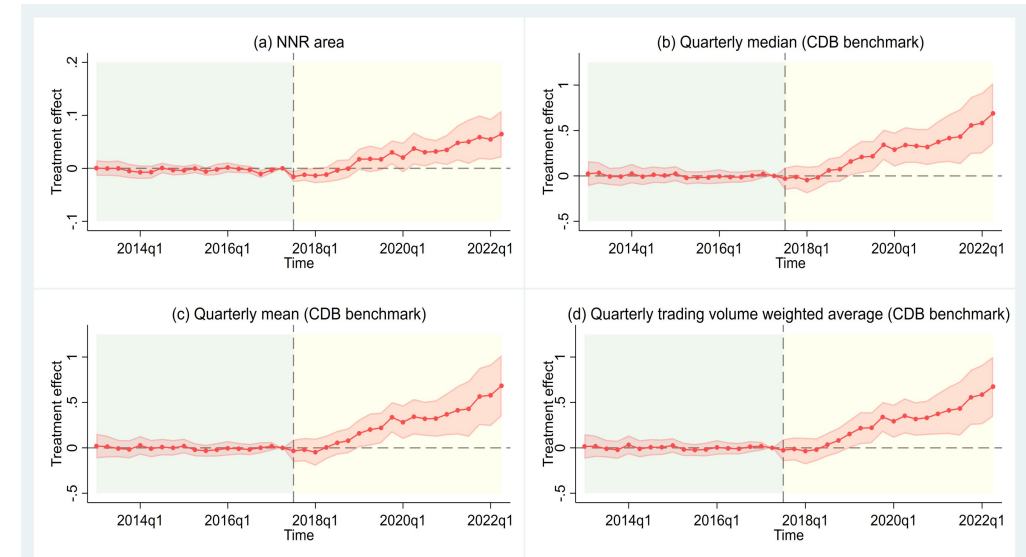 (a) NNR area
Treatment effect
.2
.1
0
-.1
2014q1 2016q1 2018q1 2020q1 2022q1
Time
(b) Quarterly median (CDB benchmark)
Treatment effect
1
.5
0
-.5
2014q1 2016q1 2018q1 2020q1 2022q1
Time
(c) Quarterly mean (CDB benchmark)
Treatment effect
1
.5
0
-.5
2014q1 2016q1 2018q1 2020q1 2022q1
Time
(d) Quarterly trading volume weighted average (CDB benchmark)
Treatment effect
1
.5
0
-.5
2014q1 2016q1 2018q1 2020q1 2022q1
Time